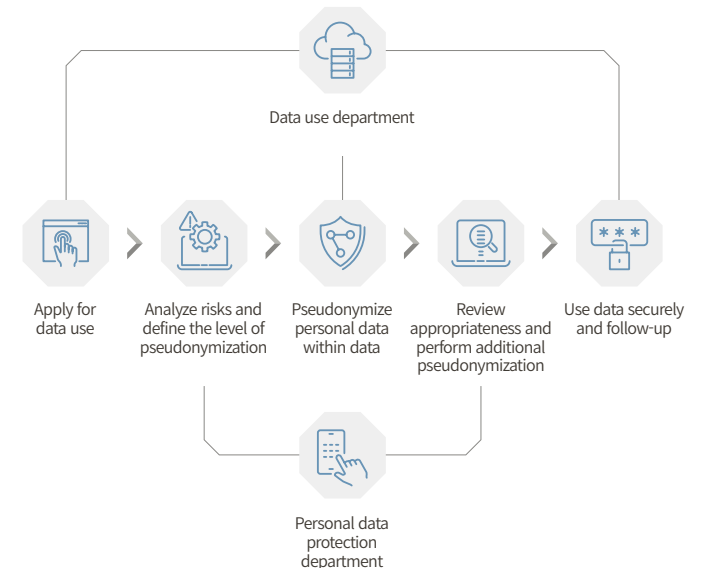 Data use department
Apply for
data use
Analyze risks and
define the level of
pseudonymization
Pseudonymize
personal data
within data
Review
appropriateness and
perform additional
pseudonymization
Use data securely
and follow-up
***
Personal data
protection
department